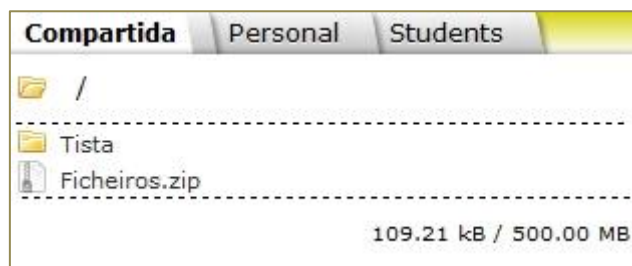 Compartida Personal Students
/
Tista
Ficheiros.zip
109.21 kB / 500.00 MB